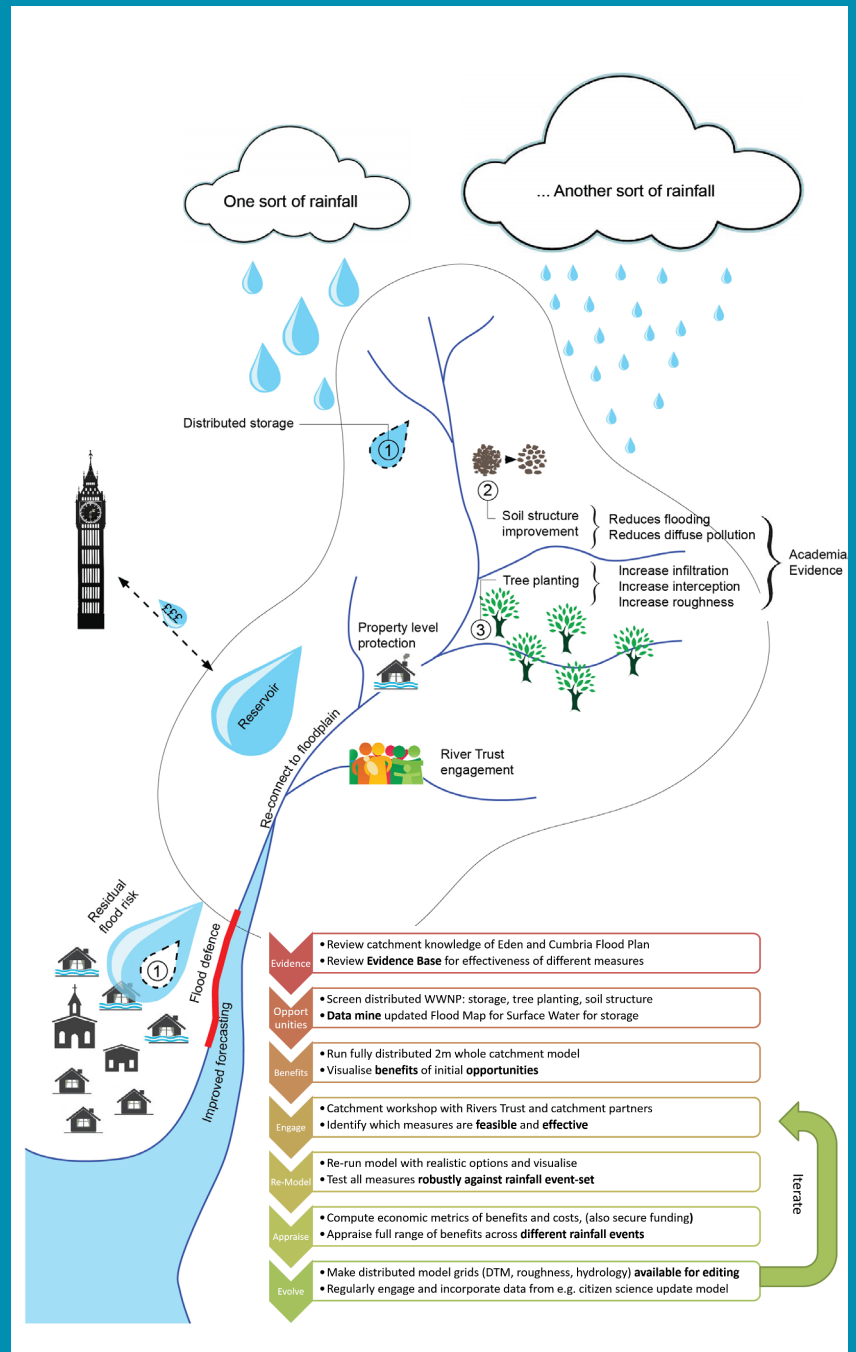 One sort of rainfall
... Another sort of rainfall
Distributed storage
1
2
Soil structure
improvement
Reduces flooding
Reduces diffuse pollution
Academia
Evidence
Tree planting
Increase infiltration
Increase interception
Increase roughness
3
£££
Property level
protection
Reservoir
Re-connect to floodplain
River Trust
engagement
Residual
flood risk
1
Flood defence
Improved forecasting
Evidence
• Review catchment knowledge of Eden and Cumbria Flood Plan
• Review Evidence Base for effectiveness of different measures
Opport
unities
• Screen distributed WWNP: storage, tree planting, soil structure
• Data mine updated Flood Map for Surface Water for storage
Benefits
• Run fully distributed 2m whole catchment model
• Visualise benefits of initial opportunities
Engage
• Catchment workshop with Rivers Trust and catchment partners
• Identify which measures are feasible and effective
Re-Model
• Re-run model with realistic options and visualise
• Test all measures robustly against rainfall event-set
Appraise
• Compute economic metrics of benefits and costs, (also secure funding)
• Appraise full range of benefits across different rainfall events
Evolve
• Make distributed model grids (DTM, roughness, hydrology) available for editing
• Regularly engage and incorporate data from e.g. citizen science update model
Iterate